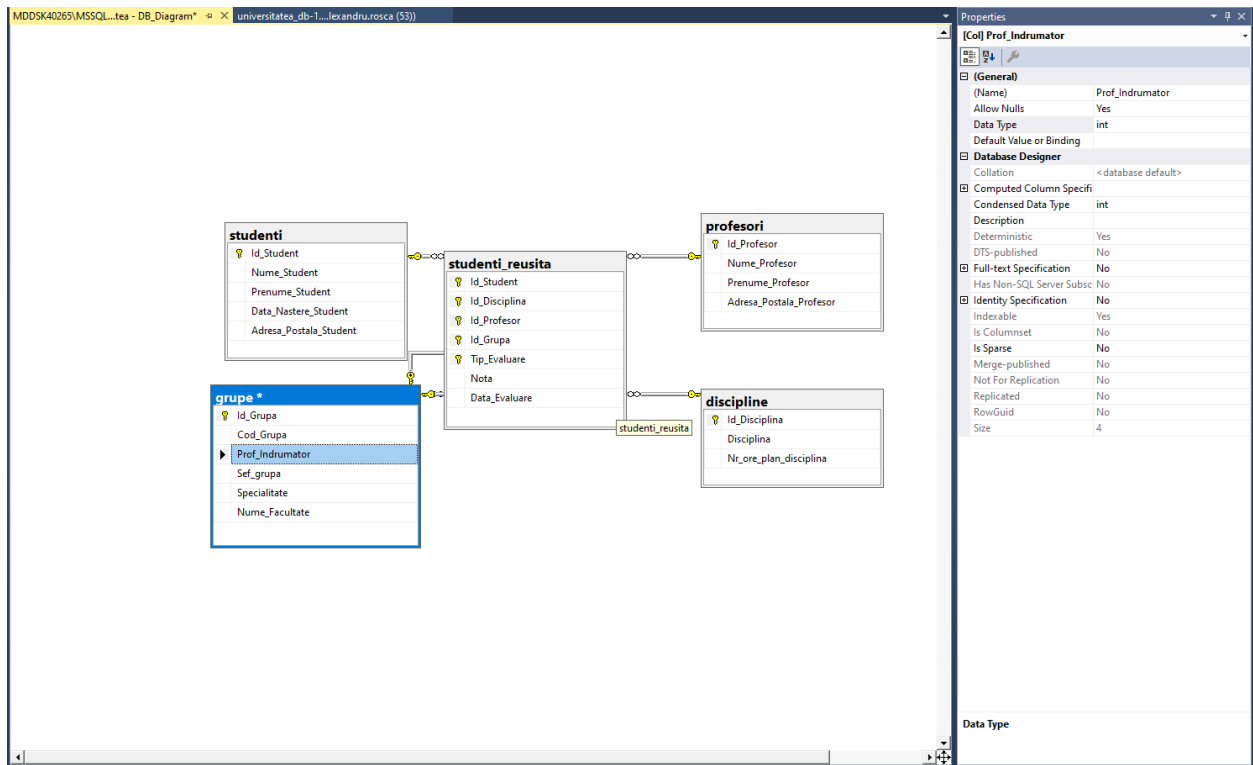 MDDSK40265\MSSQL...tea - DB_Diagram*
universitatea_db-1....lexandru.rosca (53))
studenti
Id_Student
Nume_Student
Prenume_Student
Data_Nastere_Student
Adresa_Postala_Student
studenti_reusita
Id_Student
Id_Disciplina
Id_Profesor
Id_Grupa
Tip_Evaluare
Nota
Data_Evaluare
profesori
Id_Profesor
Nume_Profesor
Prenume_Profesor
Adresa_Postala_Profesor
grupe *
Id_Grupa
Cod_Grupa
Prof_Indrumator
Sef_grupa
Specialitate
Nume_Facultate
discipline
Id_Disciplina
Disciplina
Nr_ore_plan_disciplina
studenti_reusita
Properties
[Col] Prof_Indrumator
(General)
(Name) Prof_Indrumator
Allow Nulls Yes
Data Type int
Default Value or Binding
Database Designer
Collation <database default>
Computed Column Specifi
Condensed Data Type int
Description
Deterministic Yes
DTS-published No
Full-text Specification No
Has Non-SQL Server Subsc No
Identity Specification No
Indexable Yes
Is Columnset No
Is Sparse No
Merge-published No
Not For Replication No
Replicated No
RowGuid No
Size 4
Data Type